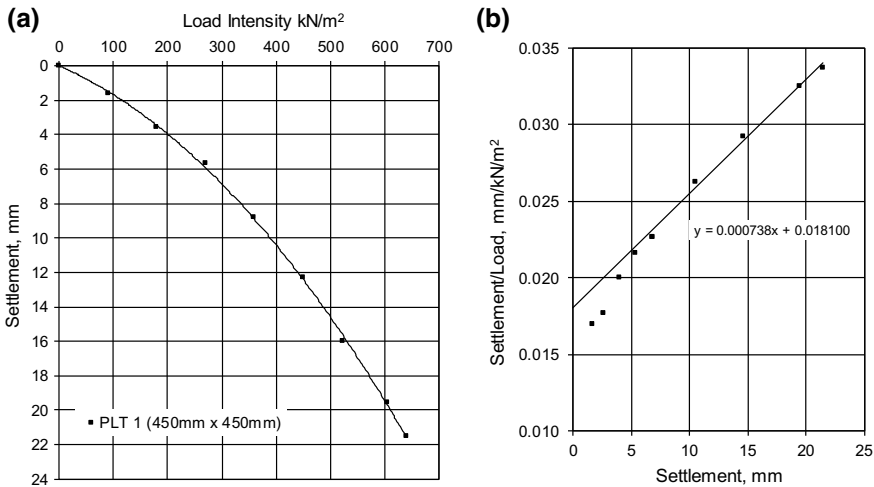 (a)
Load Intensity kN/m²
0 100 200 300 400 500 600 700
0
2
4
6
8
10
12
14
16
18
20
22
24
Settlement, mm
PLT 1 (450mm x 450mm)
(b)
0.035
0.030
0.025
0.020
0.015
0.010
Settlement/Load, mm/kN/m²
y = 0.000738x + 0.018100
0 5 10 15 20 25
Settlement, mm